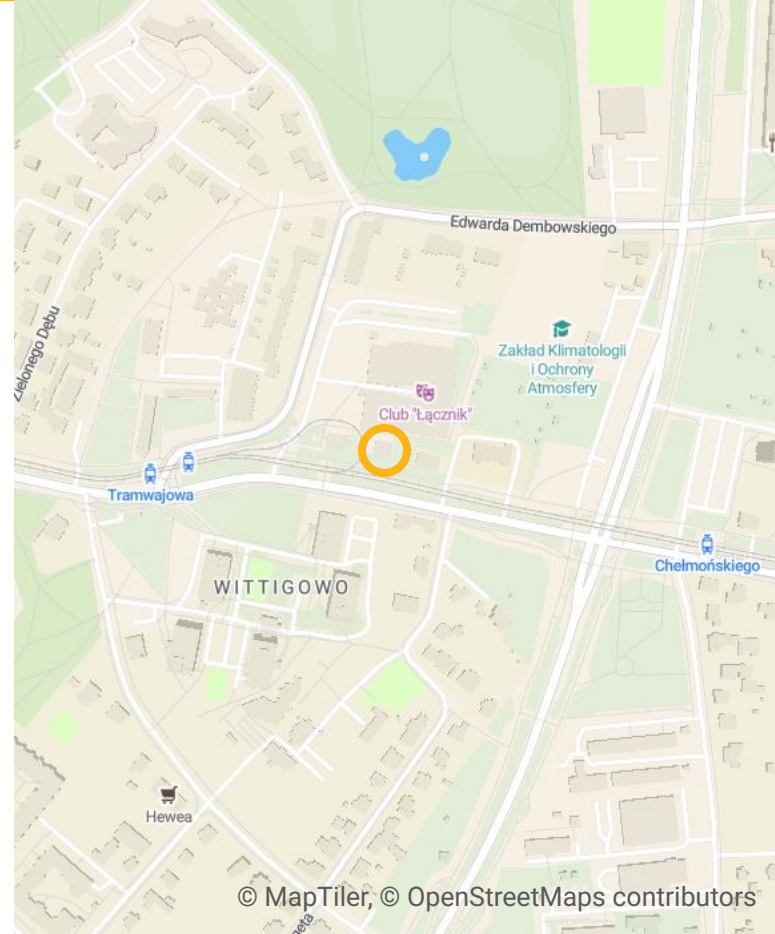 Edwarda Dembowskiego
Zielonego Dębu
Zakład Klimatologii
i Ochrony
Atmosfery
Club "Łącznik"
Tramwajowa
Chełmońskiego
WITTIGOWO
Hewea
© MapTiler, © OpenStreetMaps contributors